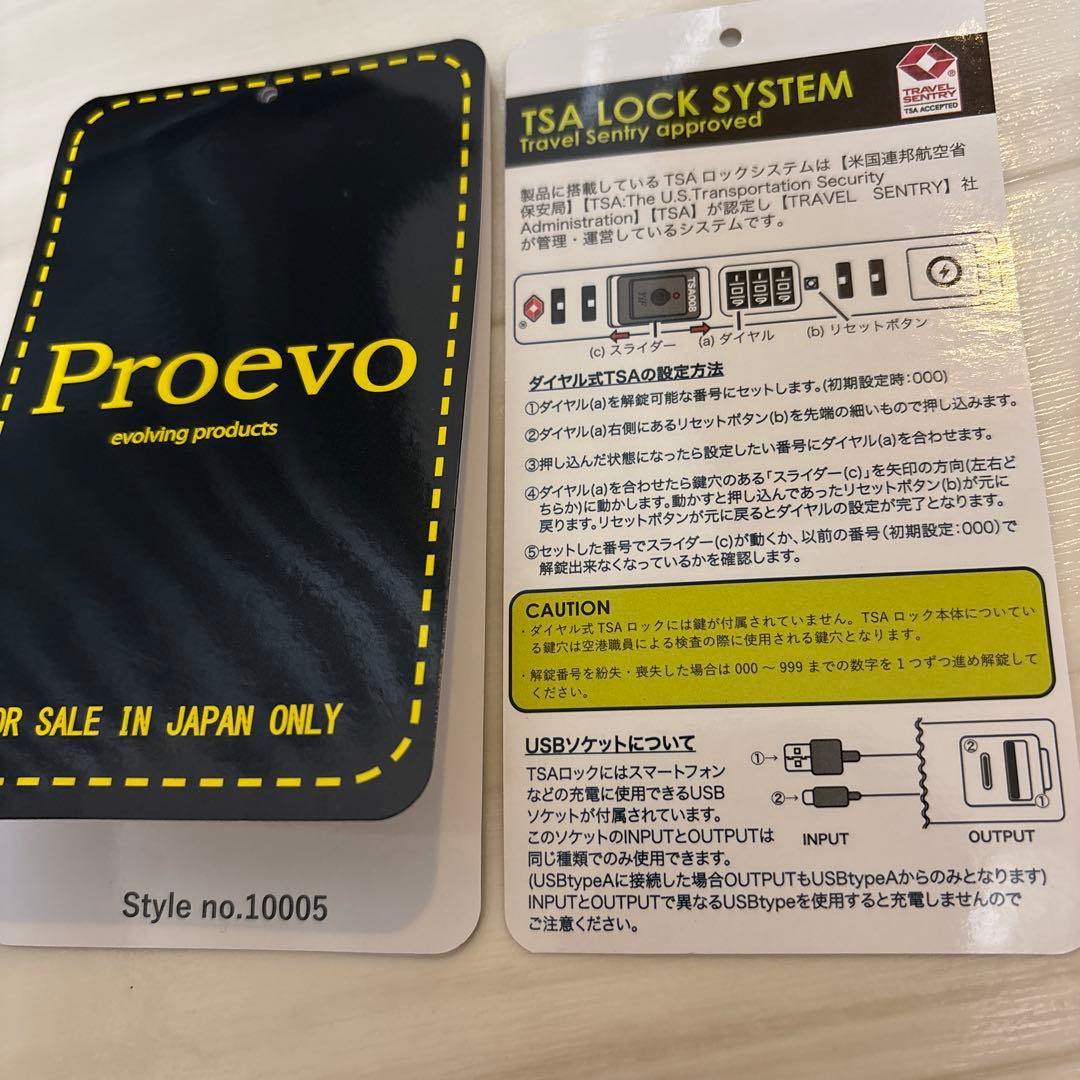 Proevo
evolving products
OR SALE IN JAPAN ONLY
Style no.10005
TSA LOCK SYSTEM
Travel Sentry approved
TRAVEL
SENTRY
®
TSA ACCEPTED
製品に搭載しているTSAロックシステムは【米国連邦航空省
保安局】【TSA:The U.S.Transportation Security
Administration】【TSA】が認定し【TRAVEL SENTRY】社
が管理・運営しているシステムです。
TSA008
®
(c) スライダー
(a) ダイヤル
(b) リセットボタン
ダイヤル式TSAの設定方法
①ダイヤル(a)を解錠可能な番号にセットします。(初期設定時:000)
②ダイヤル(a)右側にあるリセットボタン(b)を先端の細いもので押し込みます。
③押し込んだ状態になったら設定したい番号にダイヤル(a)を合わせます。
④ダイヤル(a)を合わせたら鍵穴のある「スライダー(c)」を矢印の方向(左右ど
ちらか)に動かします。動かすと押し込んであったリセットボタン(b)が元に
戻ります。リセットボタンが元に戻るとダイヤルの設定が完了となります。
⑤セットした番号でスライダー(c)が動くか、以前の番号(初期設定:000)で
解錠出来なくなっているかを確認します。
CAUTION
・ダイヤル式TSAロックには鍵が付属されていません。TSAロック本体についてい
る鍵穴は空港職員による検査の際に使用される鍵穴となります。
・解錠番号を紛失・喪失した場合は000～999までの数字を1つずつ進め解錠して
ください。
USBソケットについて
TSAロックにはスマートフォン
などの充電に使用できるUSB
ソケットが付属されています。
このソケットのINPUTとOUTPUTは
同じ種類でのみ使用できます。
(USBtypeAに接続した場合OUTPUTもUSBtypeAからのみとなります)
INPUTとOUTPUTで異なるUSBtypeを使用すると充電しませんので
ご注意ください。
①→
②→
INPUT
②
①
OUTPUT